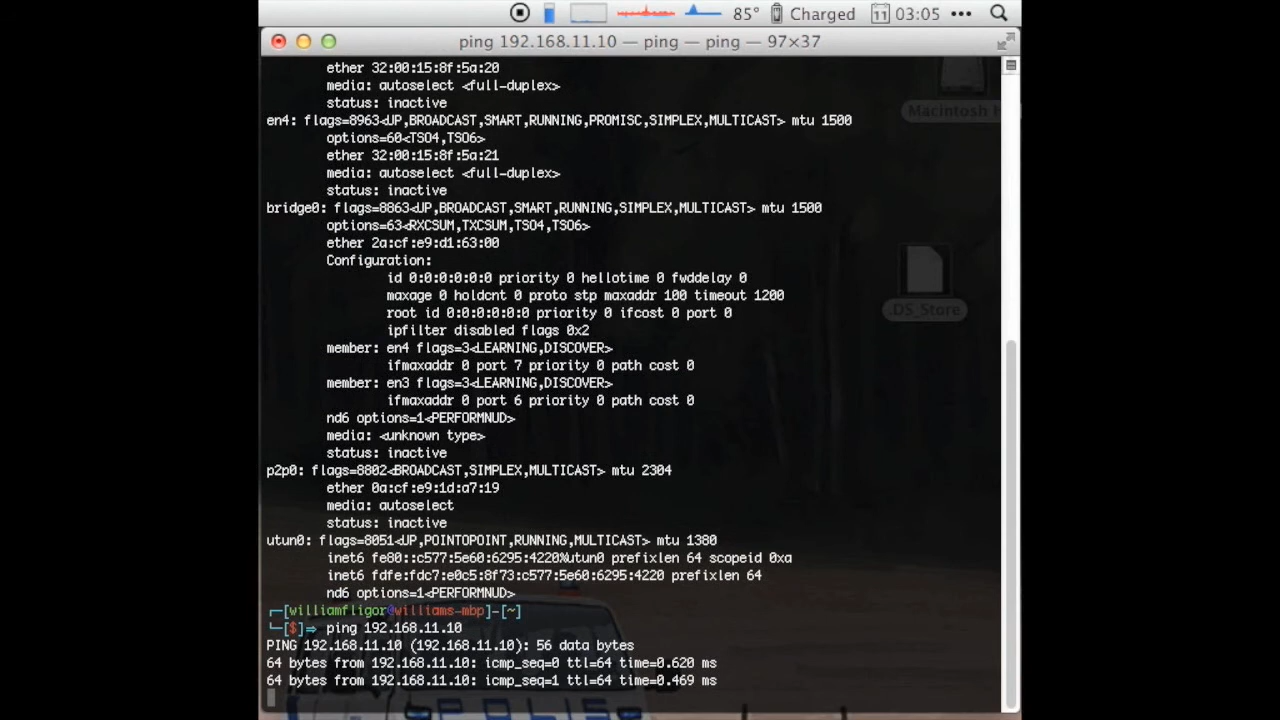 85° Charged 11 03:05 •••
ping 192.168.11.10 — ping — ping — 97×37
ether 32:00:15:8f:5a:20
media: autoselect <full-duplex>
status: inactive
en4: flags=8963<UP,BROADCAST,SMART,RUNNING,PROMISC,SIMPLEX,MULTICAST> mtu 1500
options=60<TSO4,TSO6>
ether 32:00:15:8f:5a:21
media: autoselect <full-duplex>
status: inactive
bridge0: flags=8863<UP,BROADCAST,SMART,RUNNING,SIMPLEX,MULTICAST> mtu 1500
options=63<RXCSUM,TXCSUM,TSO4,TSO6>
ether 2a:cf:e9:d1:63:00
Configuration:
id 0:0:0:0:0:0 priority 0 hellotime 0 fwddelay 0
maxage 0 holdcnt 0 proto stp maxaddr 100 timeout 1200
root id 0:0:0:0:0:0 priority 0 ifcost 0 port 0
ipfilter disabled flags 0x2
member: en4 flags=3<LEARNING,DISCOVER>
ifmaxaddr 0 port 7 priority 0 path cost 0
member: en3 flags=3<LEARNING,DISCOVER>
ifmaxaddr 0 port 6 priority 0 path cost 0
nd6 options=1<PERFORMNUD>
media: <unknown type>
status: inactive
p2p0: flags=8802<BROADCAST,SIMPLEX,MULTICAST> mtu 2304
ether 0a:cf:e9:1d:a7:19
media: autoselect
status: inactive
utun0: flags=8051<UP,POINTOPOINT,RUNNING,MULTICAST> mtu 1380
inet6 fe80::c577:5e60:6295:4220%utun0 prefixlen 64 scopeid 0xa
inet6 fdfe:fdc7:e0c5:8f73:c577:5e60:6295:4220 prefixlen 64
nd6 options=1<PERFORMNUD>
┌─[williamfligor@williams-mbp]-[~]
└─[$]⇒ ping 192.168.11.10
PING 192.168.11.10 (192.168.11.10): 56 data bytes
64 bytes from 192.168.11.10: icmp_seq=0 ttl=64 time=0.620 ms
64 bytes from 192.168.11.10: icmp_seq=1 ttl=64 time=0.469 ms
Macintosh
.DS_Store
POLIS